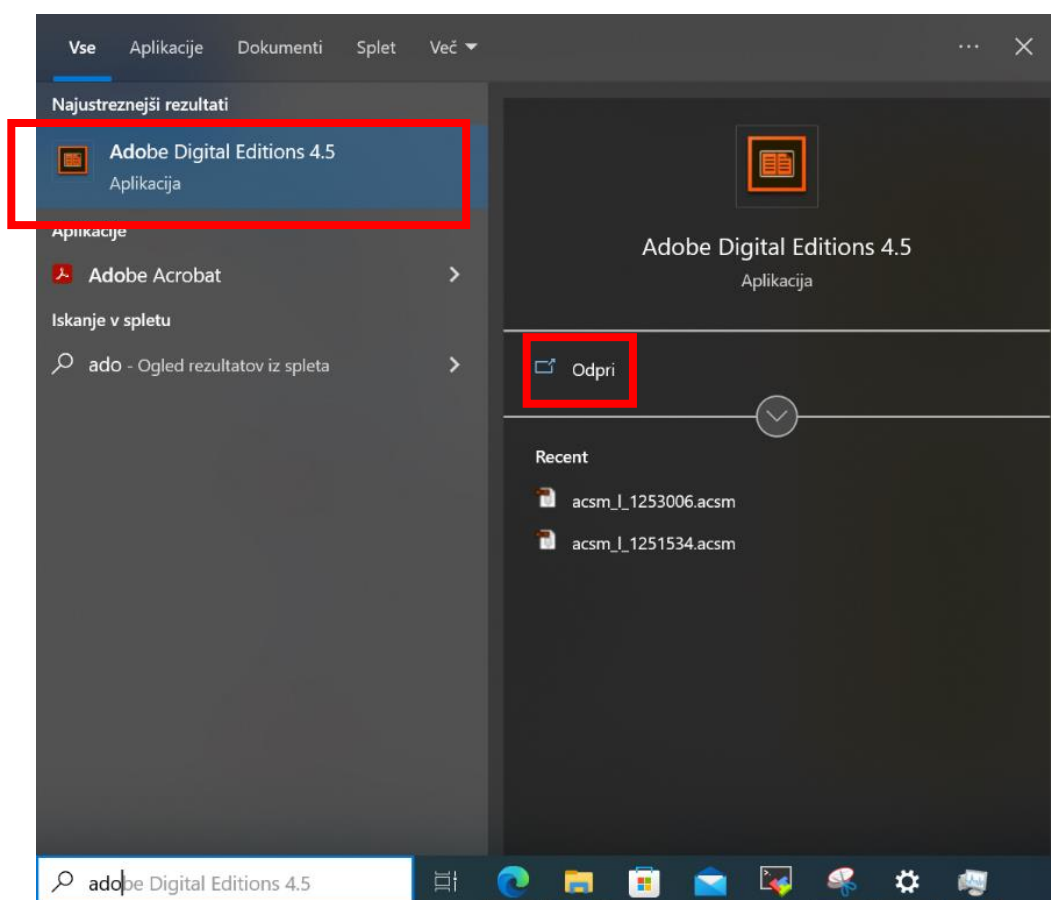 Vse Aplikacije Dokumenti Splet Več
Najustreznejši rezultati
Adobe Digital Editions 4.5
Aplikacija
Aplikacije
Adobe Acrobat
Iskanje v spletu
ado - Ogled rezultatov iz spleta
Adobe Digital Editions 4.5
Aplikacija
Odpri
Recent
acsm_l_1253006.acsm
acsm_l_1251534.acsm
adobe Digital Editions 4.5